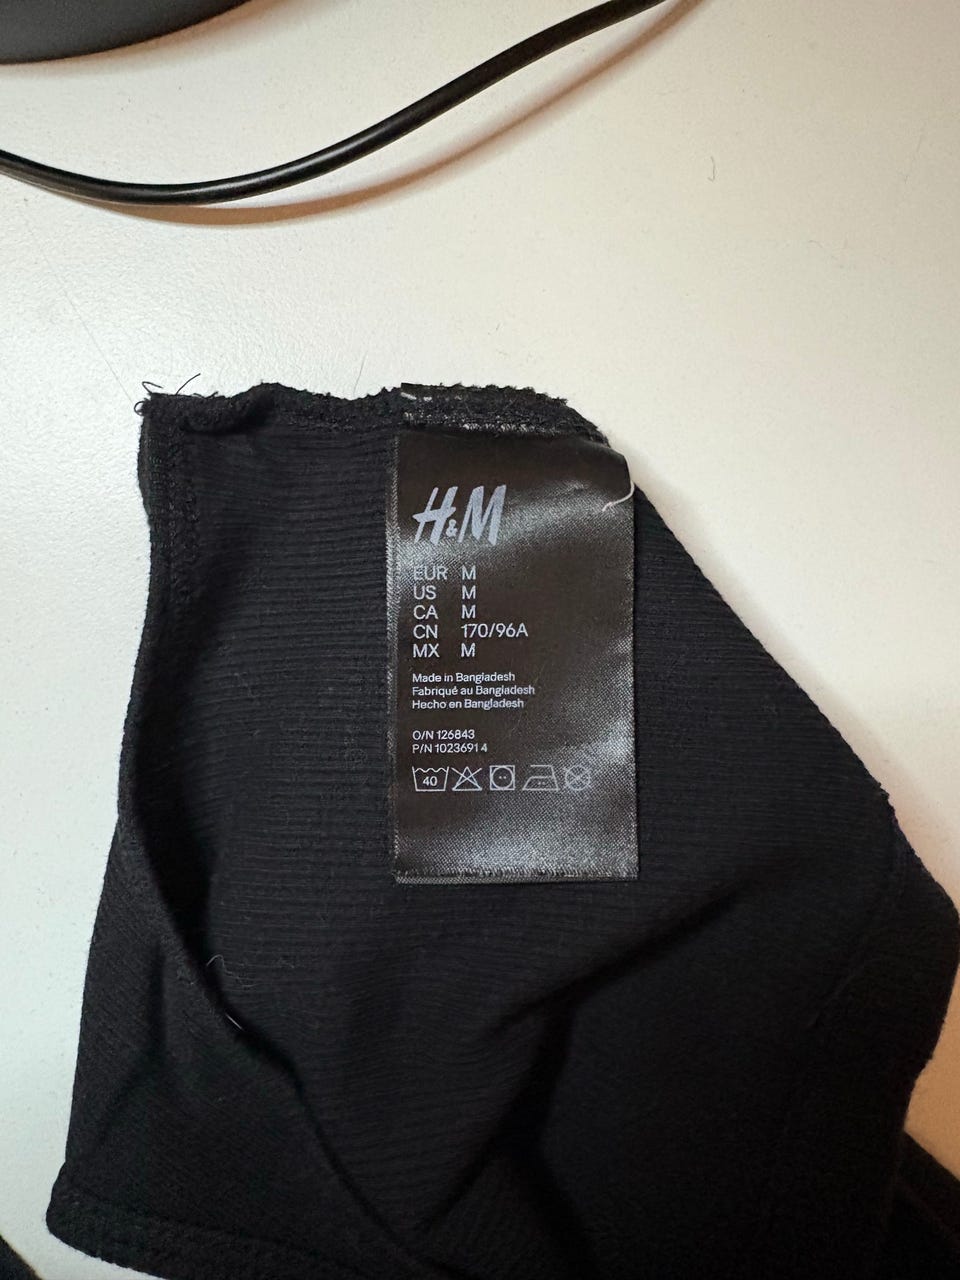 H&M
EUR M
US M
CA M
CN 170/96A
MX M
Made in Bangladesh
Fabriqué au Bangladesh
Hecho en Bangladesh
O/N 126843
P/N 10236914
40